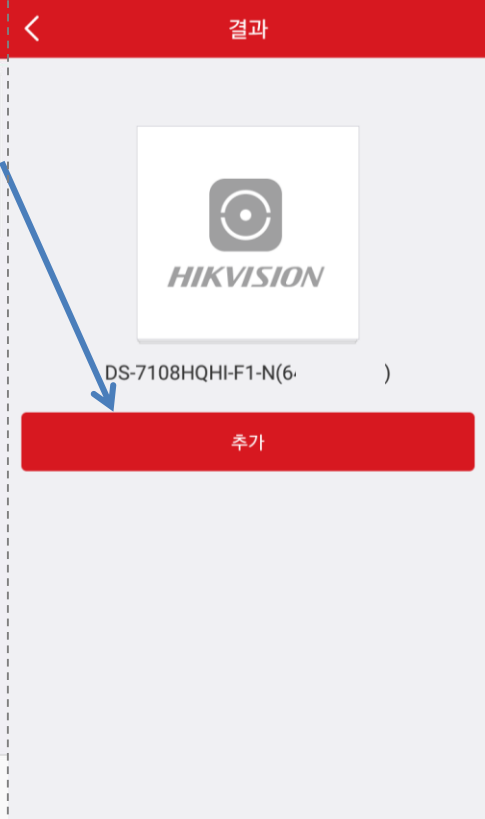 결과
HIKVISION
DS-7108HQHI-F1-N(64 )
추가